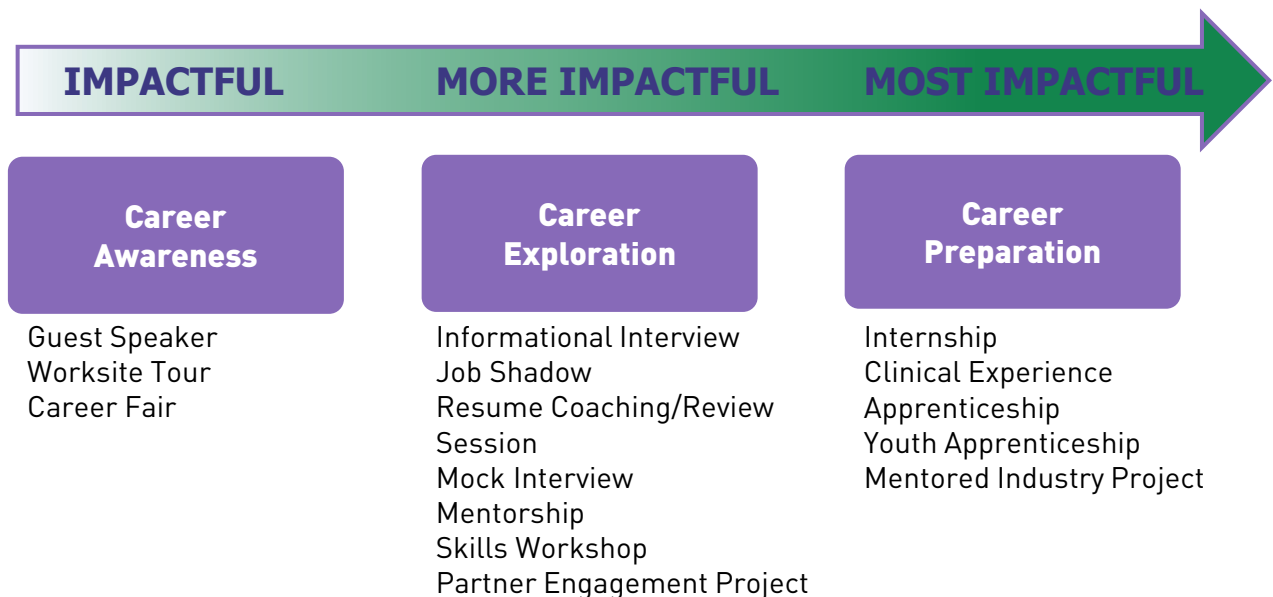 IMPACTFUL MORE IMPACTFUL MOST IMPACTFUL
Career
Awareness
Guest Speaker
Worksite Tour
Career Fair
Career
Exploration
Informational Interview
Job Shadow
Resume Coaching/Review
Session
Mock Interview
Mentorship
Skills Workshop
Partner Engagement Project
Career
Preparation
Internship
Clinical Experience
Apprenticeship
Youth Apprenticeship
Mentored Industry Project